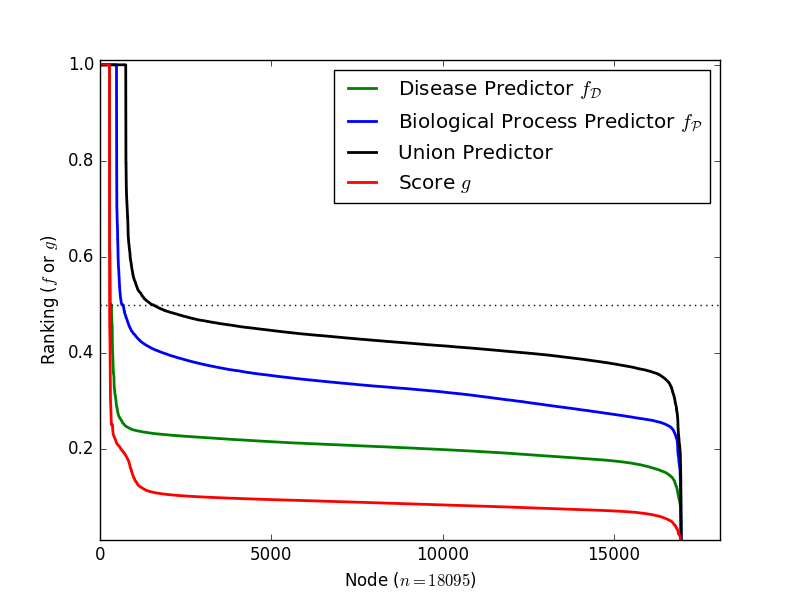 1.0
0.8
0.6
0.4
0.2
Ranking (f or g)
Disease Predictor f_D
Biological Process Predictor f_P
Union Predictor
Score g
0 5000 10000 15000
Node (n = 18095)